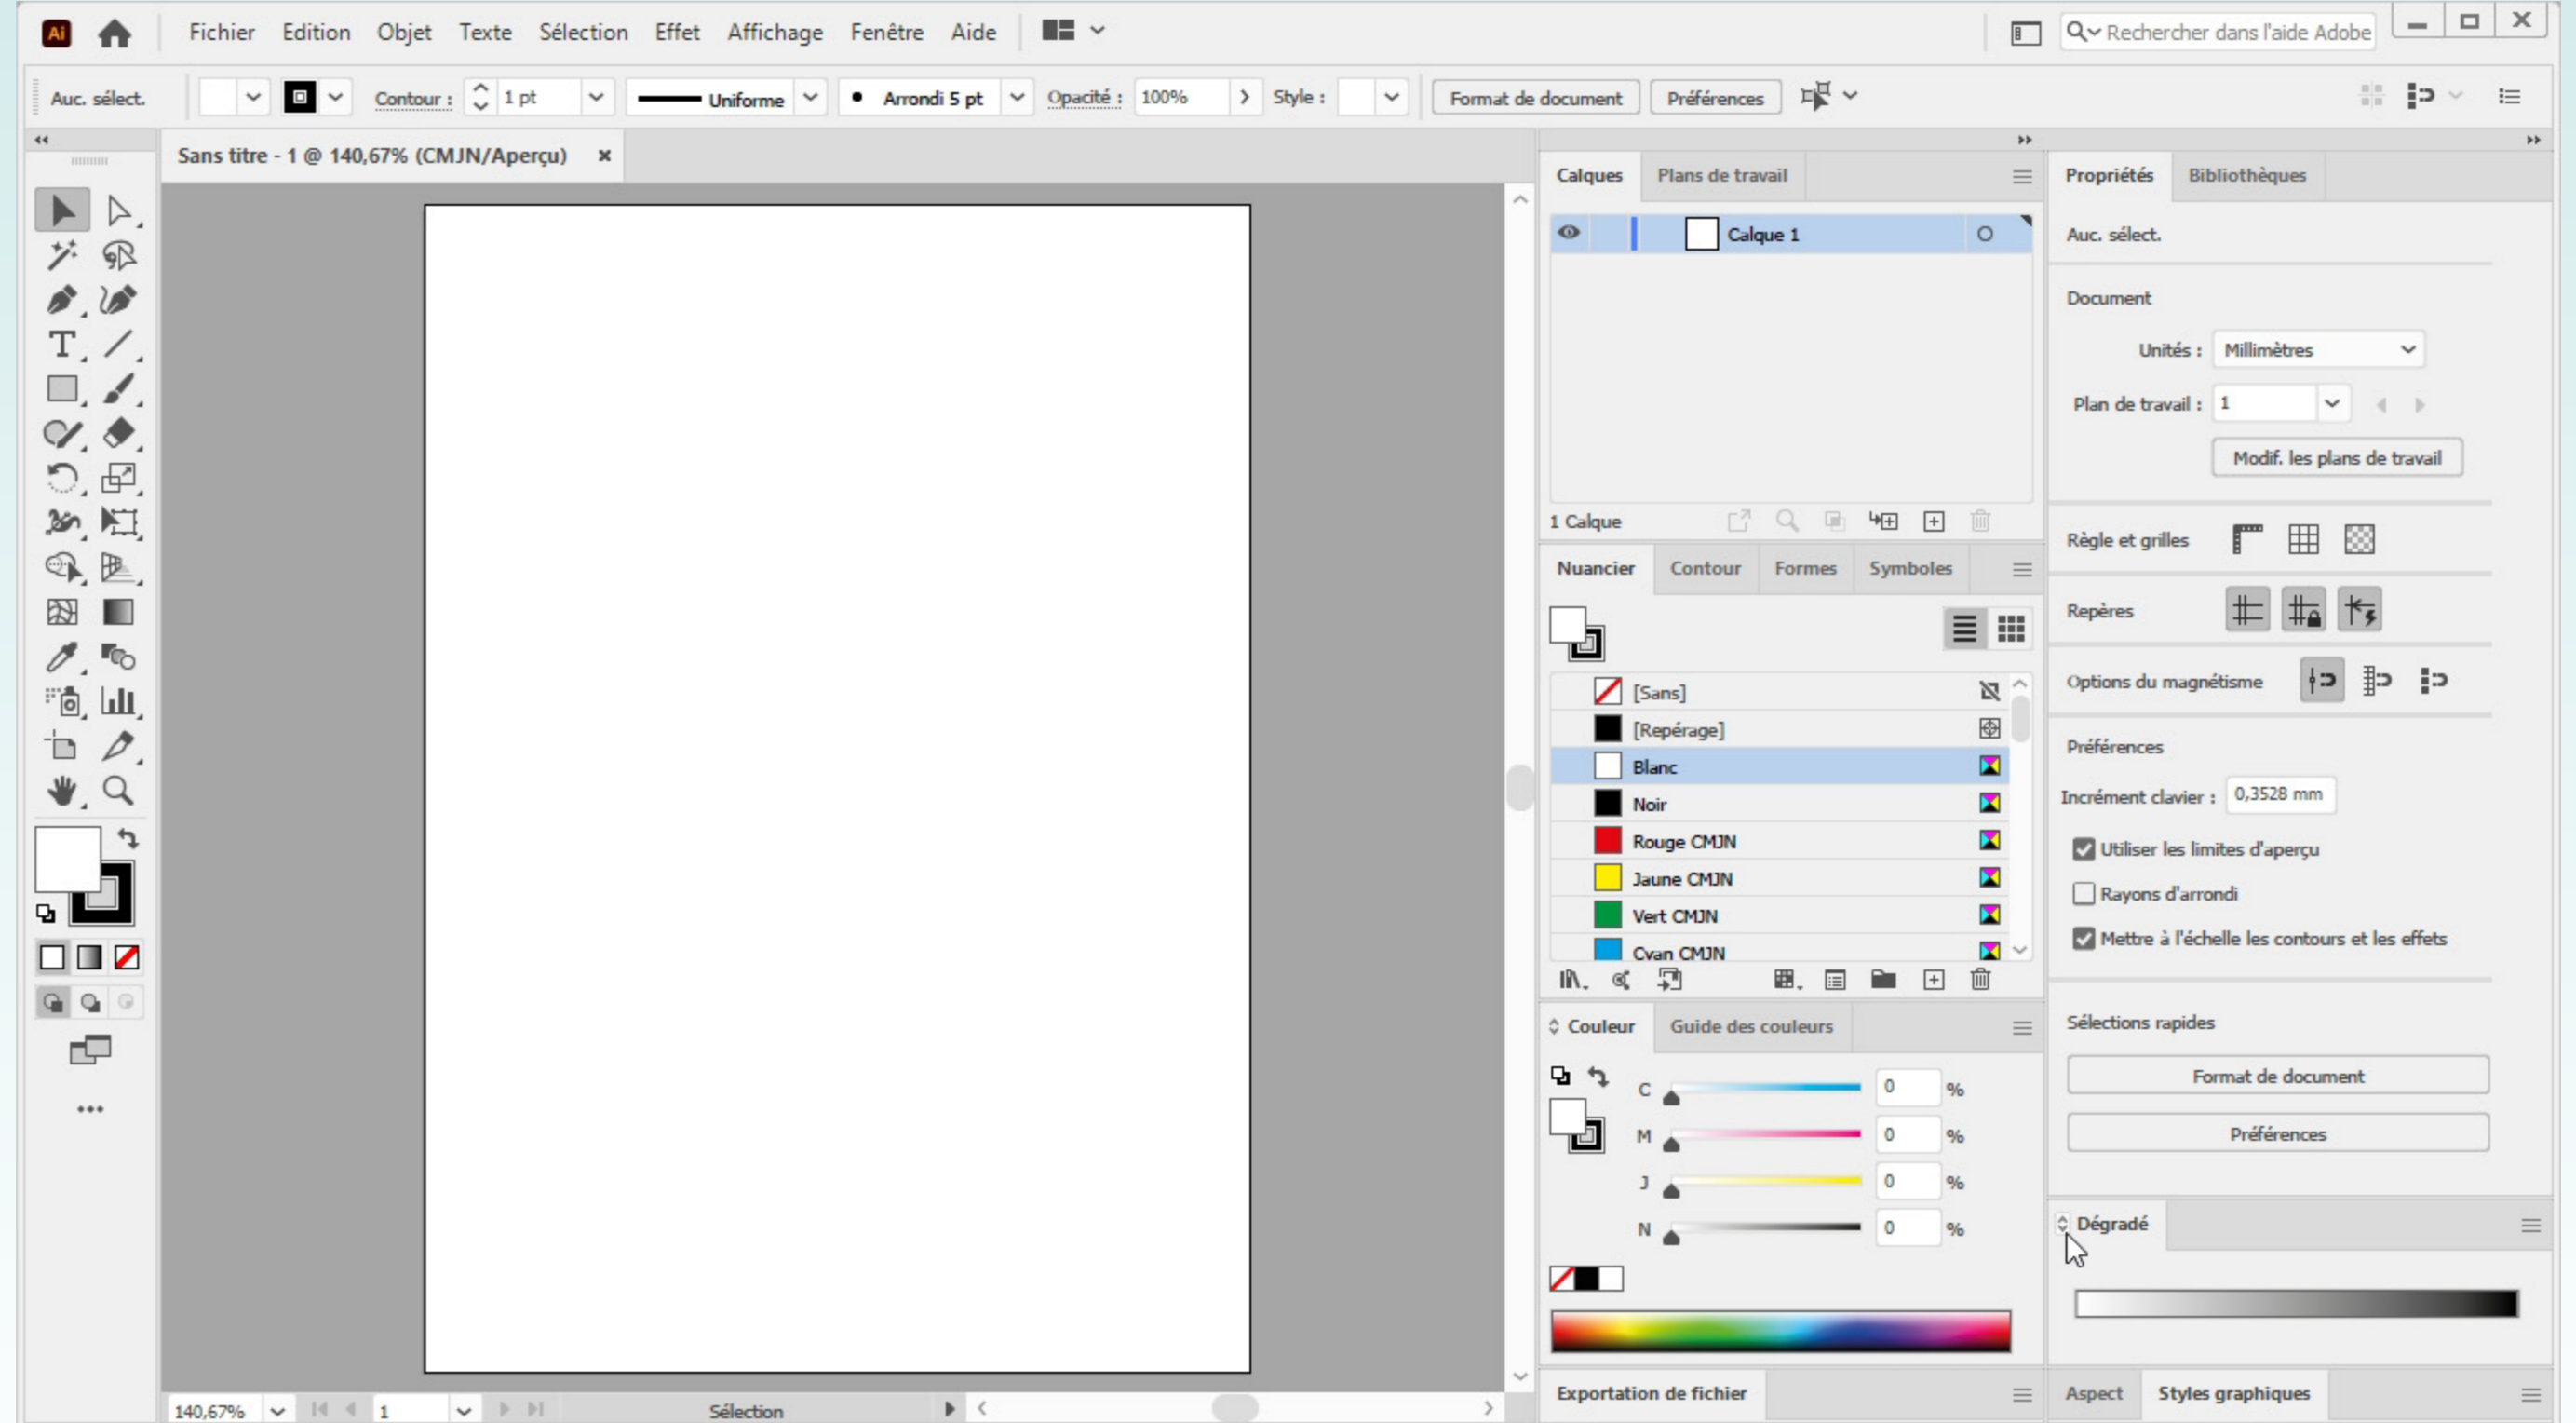 Ai Fichier Edition Objet Texte Sélection Effet Affichage Fenêtre Aide Rechercher dans l'aide Adobe
Auc. sélect. Contour : 1 pt Uniforme Arrondi 5 pt Opacité : 100% Style : Format de document Préférences
Sans titre - 1 @ 140,67% (CMJN/Aperçu)
Calques Plans de travail
Calque 1
1 Calque
Nuancier Contour Formes Symboles
[Sans]
[Repérage]
Blanc
Noir
Rouge CMJN
Jaune CMJN
Vert CMJN
Cyan CMJN
Couleur Guide des couleurs
C 0 %
M 0 %
J 0 %
N 0 %
Exportation de fichier
Propriétés Bibliothèques
Auc. sélect.
Document
Unités : Millimètres
Plan de travail : 1
Modif. les plans de travail
Règle et grilles
Repères
Options du magnétisme
Préférences
Incrément clavier : 0,3528 mm
Utiliser les limites d'aperçu
Rayons d'arrondi
Mettre à l'échelle les contours et les effets
Sélections rapides
Format de document
Préférences
Dégradé
Aspect Styles graphiques
140,67% 1 Sélection